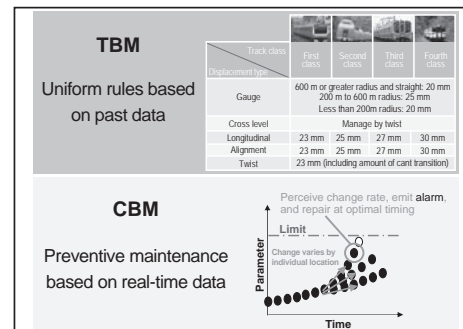 TBM
Uniform rules based
on past data
Track class
Displacement type
First
class
Second
class
Third
class
Fourth
class
Gauge
600 m or greater radius and straight: 20 mm
200 m to 600 m radius: 25 mm
Less than 200m radius: 20 mm
Cross level
Manage by twist
Longitudinal 23 mm 25 mm 27 mm 30 mm
Alignment 23 mm 25 mm 27 mm 30 mm
Twist 23 mm (including amount of cant transition)
CBM
Preventive maintenance
based on real-time data
Perceive change rate, emit alarm,
and repair at optimal timing
Limit
Change varies by
individual location
Parameter
Time